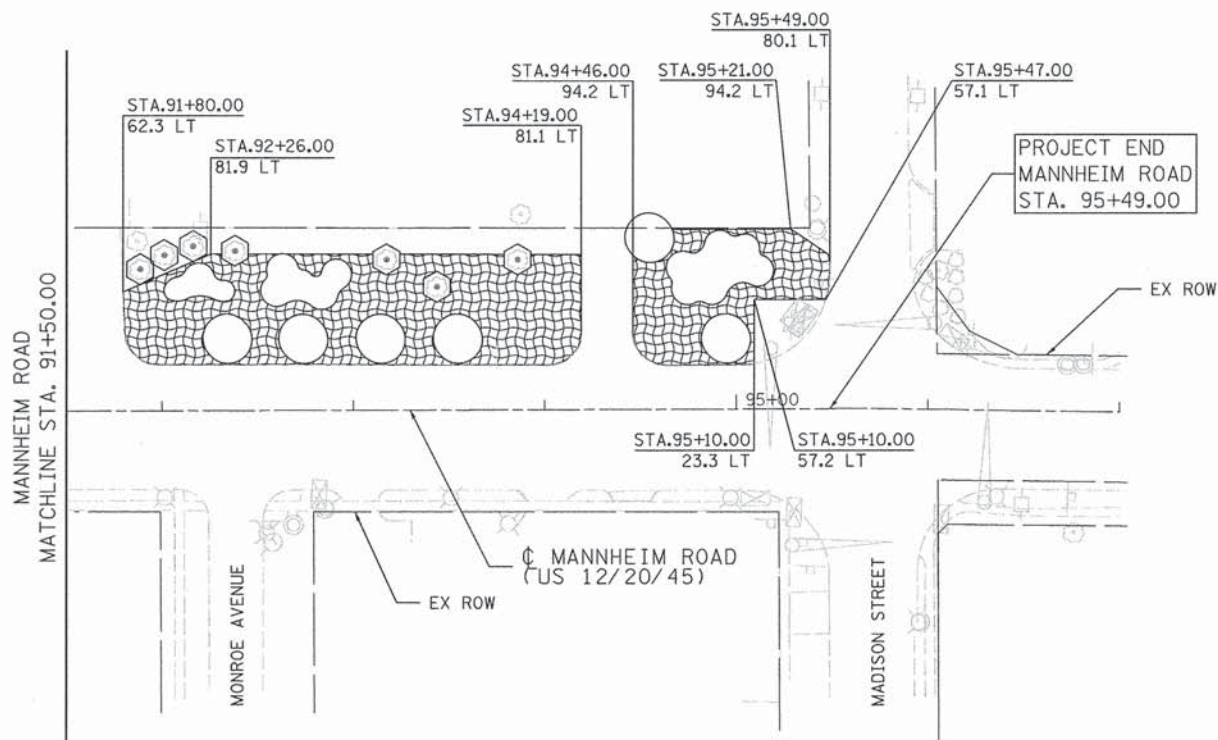 STA.95+49.00
80.1 LT
STA.94+46.00
94.2 LT
STA.95+21.00
94.2 LT
STA.95+47.00
57.1 LT
STA.91+80.00
62.3 LT
STA.94+19.00
81.1 LT
STA.92+26.00
81.9 LT
PROJECT END
MANNHEIM ROAD
STA. 95+49.00
EX ROW
MANNHEIM ROAD
MATCHLINE STA. 91+50.00
95+00
STA.95+10.00
23.3 LT
STA.95+10.00
57.2 LT
℄ MANNHEIM ROAD
(US 12/20/45)
EX ROW
MONROE AVENUE
MADISON STREET